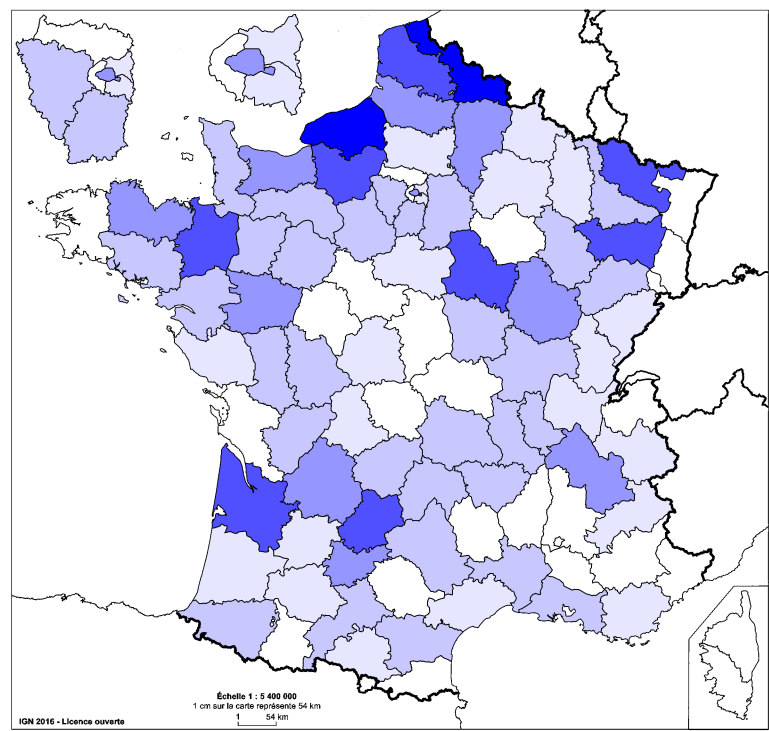 Échelle 1 : 5 400 000
1 cm sur la carte représente 54 km
1 54 km
IGN 2016 - Licence ouverte